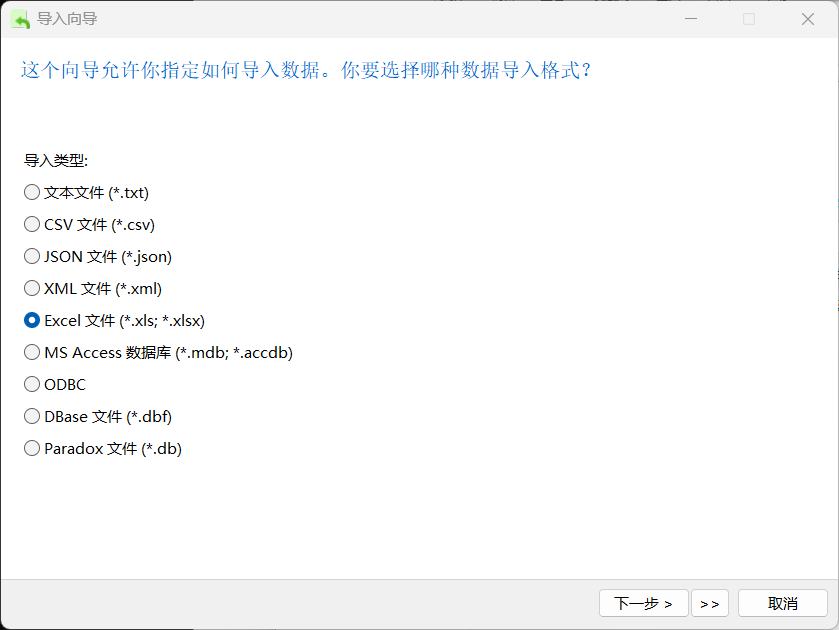 导入向导
这个向导允许你指定如何导入数据。你要选择哪种数据导入格式？
导入类型:
文本文件 (*.txt)
CSV 文件 (*.csv)
JSON 文件 (*.json)
XML 文件 (*.xml)
Excel 文件 (*.xls; *.xlsx)
MS Access 数据库 (*.mdb; *.accdb)
ODBC
DBase 文件 (*.dbf)
Paradox 文件 (*.db)
下一步 > >> 取消